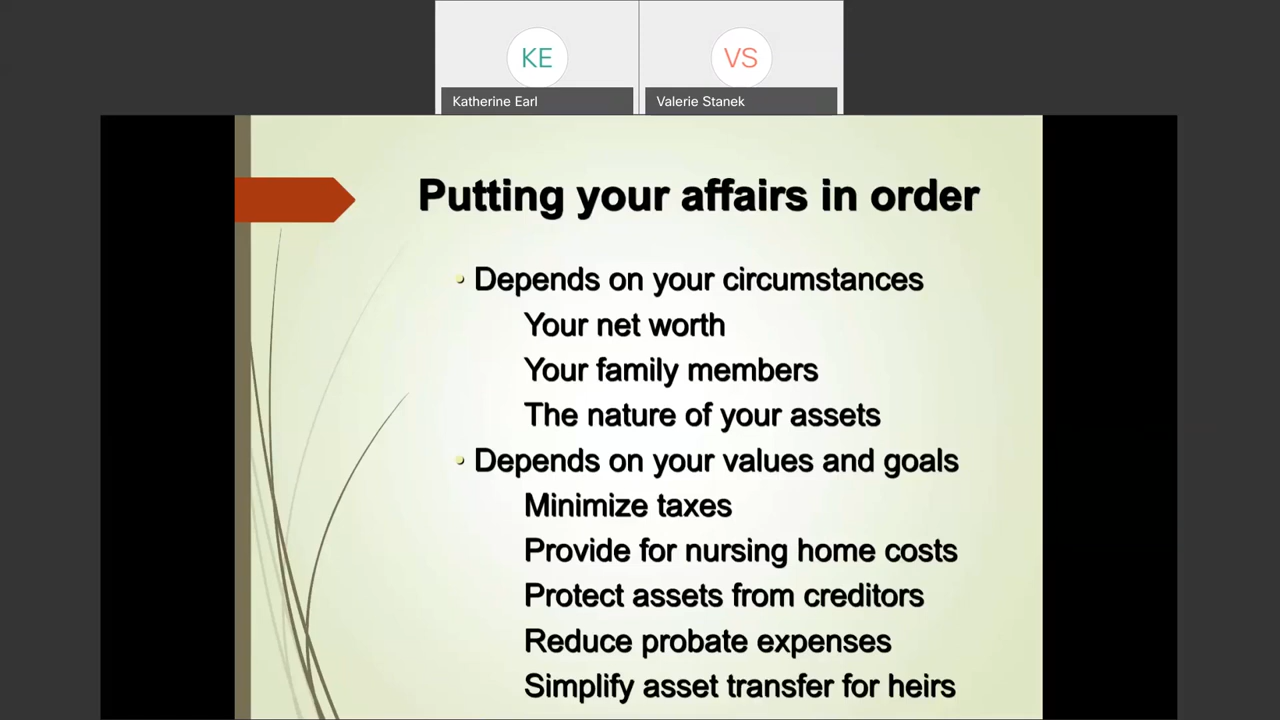 KE
VS
Katherine Earl
Valerie Stanek
Putting your affairs in order
• Depends on your circumstances
Your net worth
Your family members
The nature of your assets
• Depends on your values and goals
Minimize taxes
Provide for nursing home costs
Protect assets from creditors
Reduce probate expenses
Simplify asset transfer for heirs